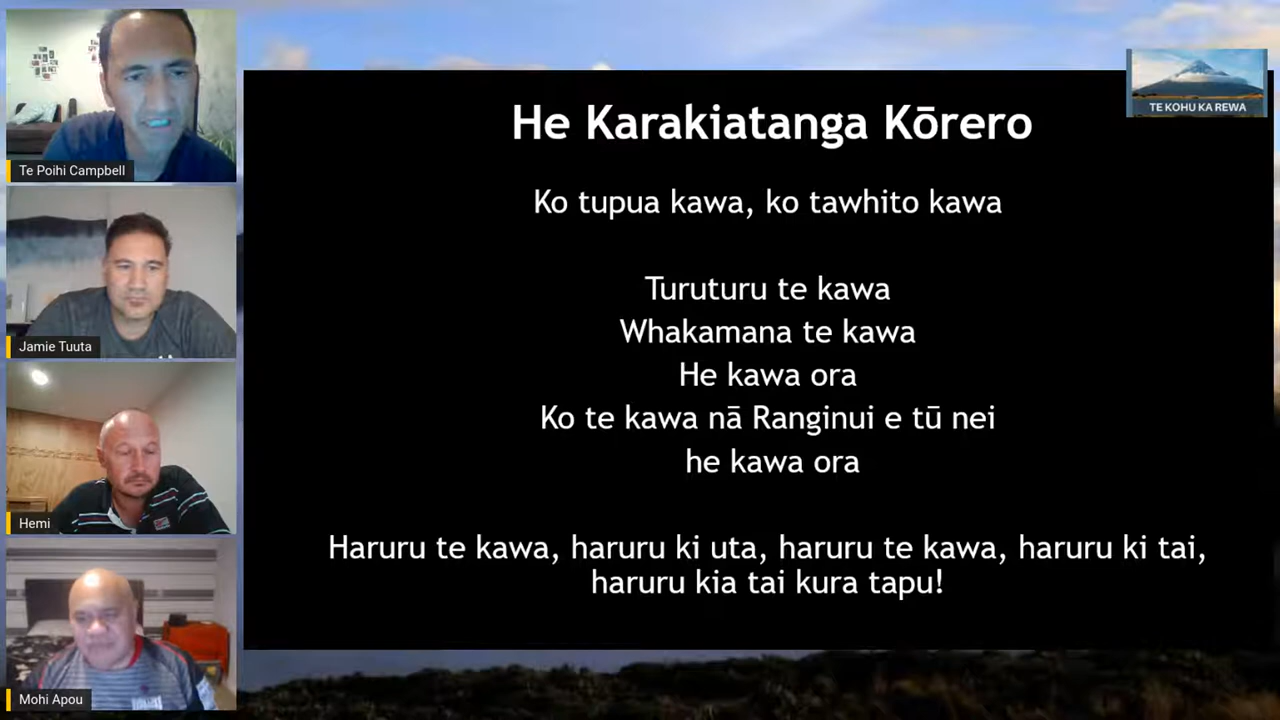 Te Poihi Campbell
Jamie Tuuta
Hemi
Mohi Apou
TE KOHU KA REWA
He Karakiatanga Kōrero
Ko tupua kawa, ko tawhito kawa
Turuturu te kawa
Whakamana te kawa
He kawa ora
Ko te kawa nā Ranginui e tū nei
he kawa ora
Haruru te kawa, haruru ki uta, haruru te kawa, haruru ki tai,
haruru kia tai kura tapu!